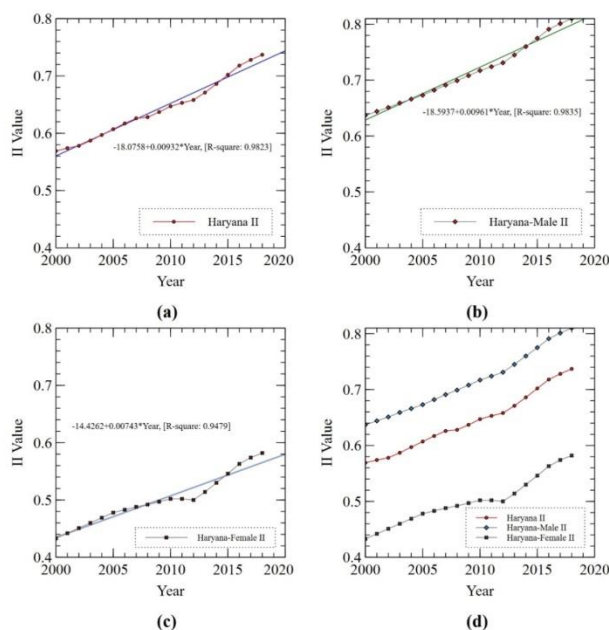 0.8
0.7
0.6
0.5
0.4
II Value
-18.0758+0.00932*Year, [R-square: 0.9823]
Haryana II
2000 2005 2010 2015 2020
Year
(a)
0.8
0.7
0.6
0.5
0.4
II Value
-18.5937+0.00961*Year, [R-square: 0.9835]
Haryana-Male II
2000 2005 2010 2015 2020
Year
(b)
0.8
0.7
0.6
0.5
0.4
II Value
-14.4262+0.00743*Year, [R-square: 0.9479]
Haryana-Female II
2000 2005 2010 2015 2020
Year
(c)
0.8
0.7
0.6
0.5
0.4
II Value
Haryana II
Haryana-Male II
Haryana-Female II
2000 2005 2010 2015 2020
Year
(d)